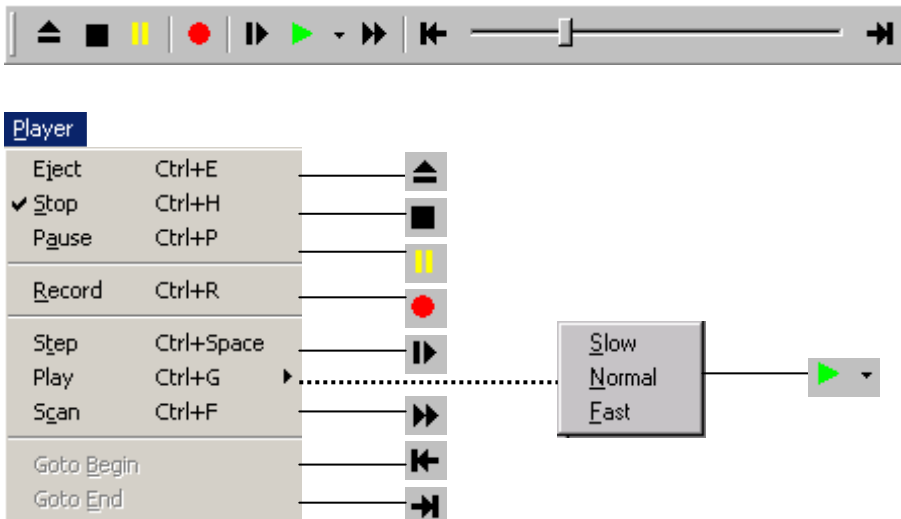 Player
Eject Ctrl+E
Stop Ctrl+H
Pause Ctrl+P
Record Ctrl+R
Step Ctrl+Space
Play Ctrl+G
Scan Ctrl+F
Goto Begin
Goto End
Slow
Normal
Fast